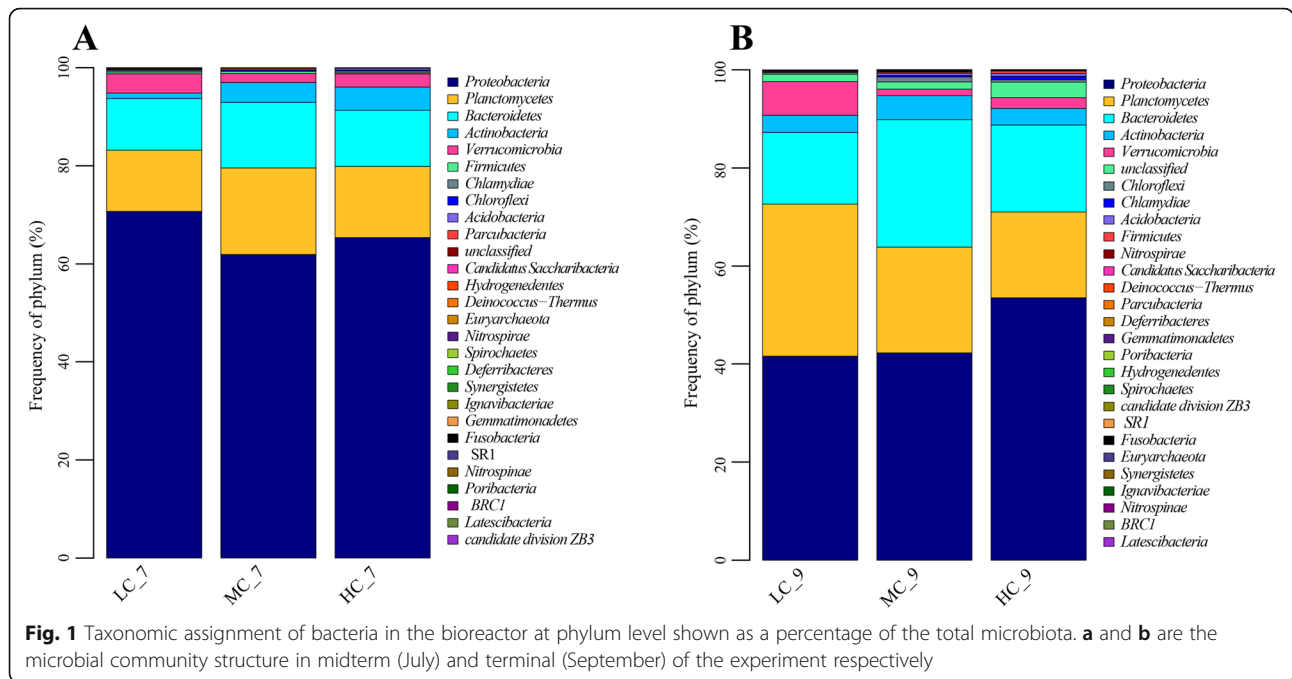 A
Frequency of phylum (%)
100
80
60
40
20
0
LC_7
MC_7
HC_7
Proteobacteria
Planctomycetes
Bacteroidetes
Actinobacteria
Verrucomicrobia
Firmicutes
Chlamydiae
Chloroflexi
Acidobacteria
Parcubacteria
unclassified
Candidatus Saccharibacteria
Hydrogenedentes
Deinococcus−Thermus
Euryarchaeota
Nitrospirae
Spirochaetes
Deferribacteres
Synergistetes
Ignavibacteriae
Gemmatimonadetes
Fusobacteria
SR1
Nitrospinae
Poribacteria
BRC1
Latescibacteria
candidate division ZB3
B
Frequency of phylum (%)
100
80
60
40
20
0
LC_9
MC_9
HC_9
Proteobacteria
Planctomycetes
Bacteroidetes
Actinobacteria
Verrucomicrobia
unclassified
Chloroflexi
Chlamydiae
Acidobacteria
Firmicutes
Nitrospirae
Candidatus Saccharibacteria
Deinococcus−Thermus
Parcubacteria
Deferribacteres
Gemmatimonadetes
Poribacteria
Hydrogenedentes
Spirochaetes
candidate division ZB3
SR1
Fusobacteria
Euryarchaeota
Synergistetes
Ignavibacteriae
Nitrospinae
BRC1
Latescibacteria
Fig. 1 Taxonomic assignment of bacteria in the bioreactor at phylum level shown as a percentage of the total microbiota. a and b are the
microbial community structure in midterm (July) and terminal (September) of the experiment respectively